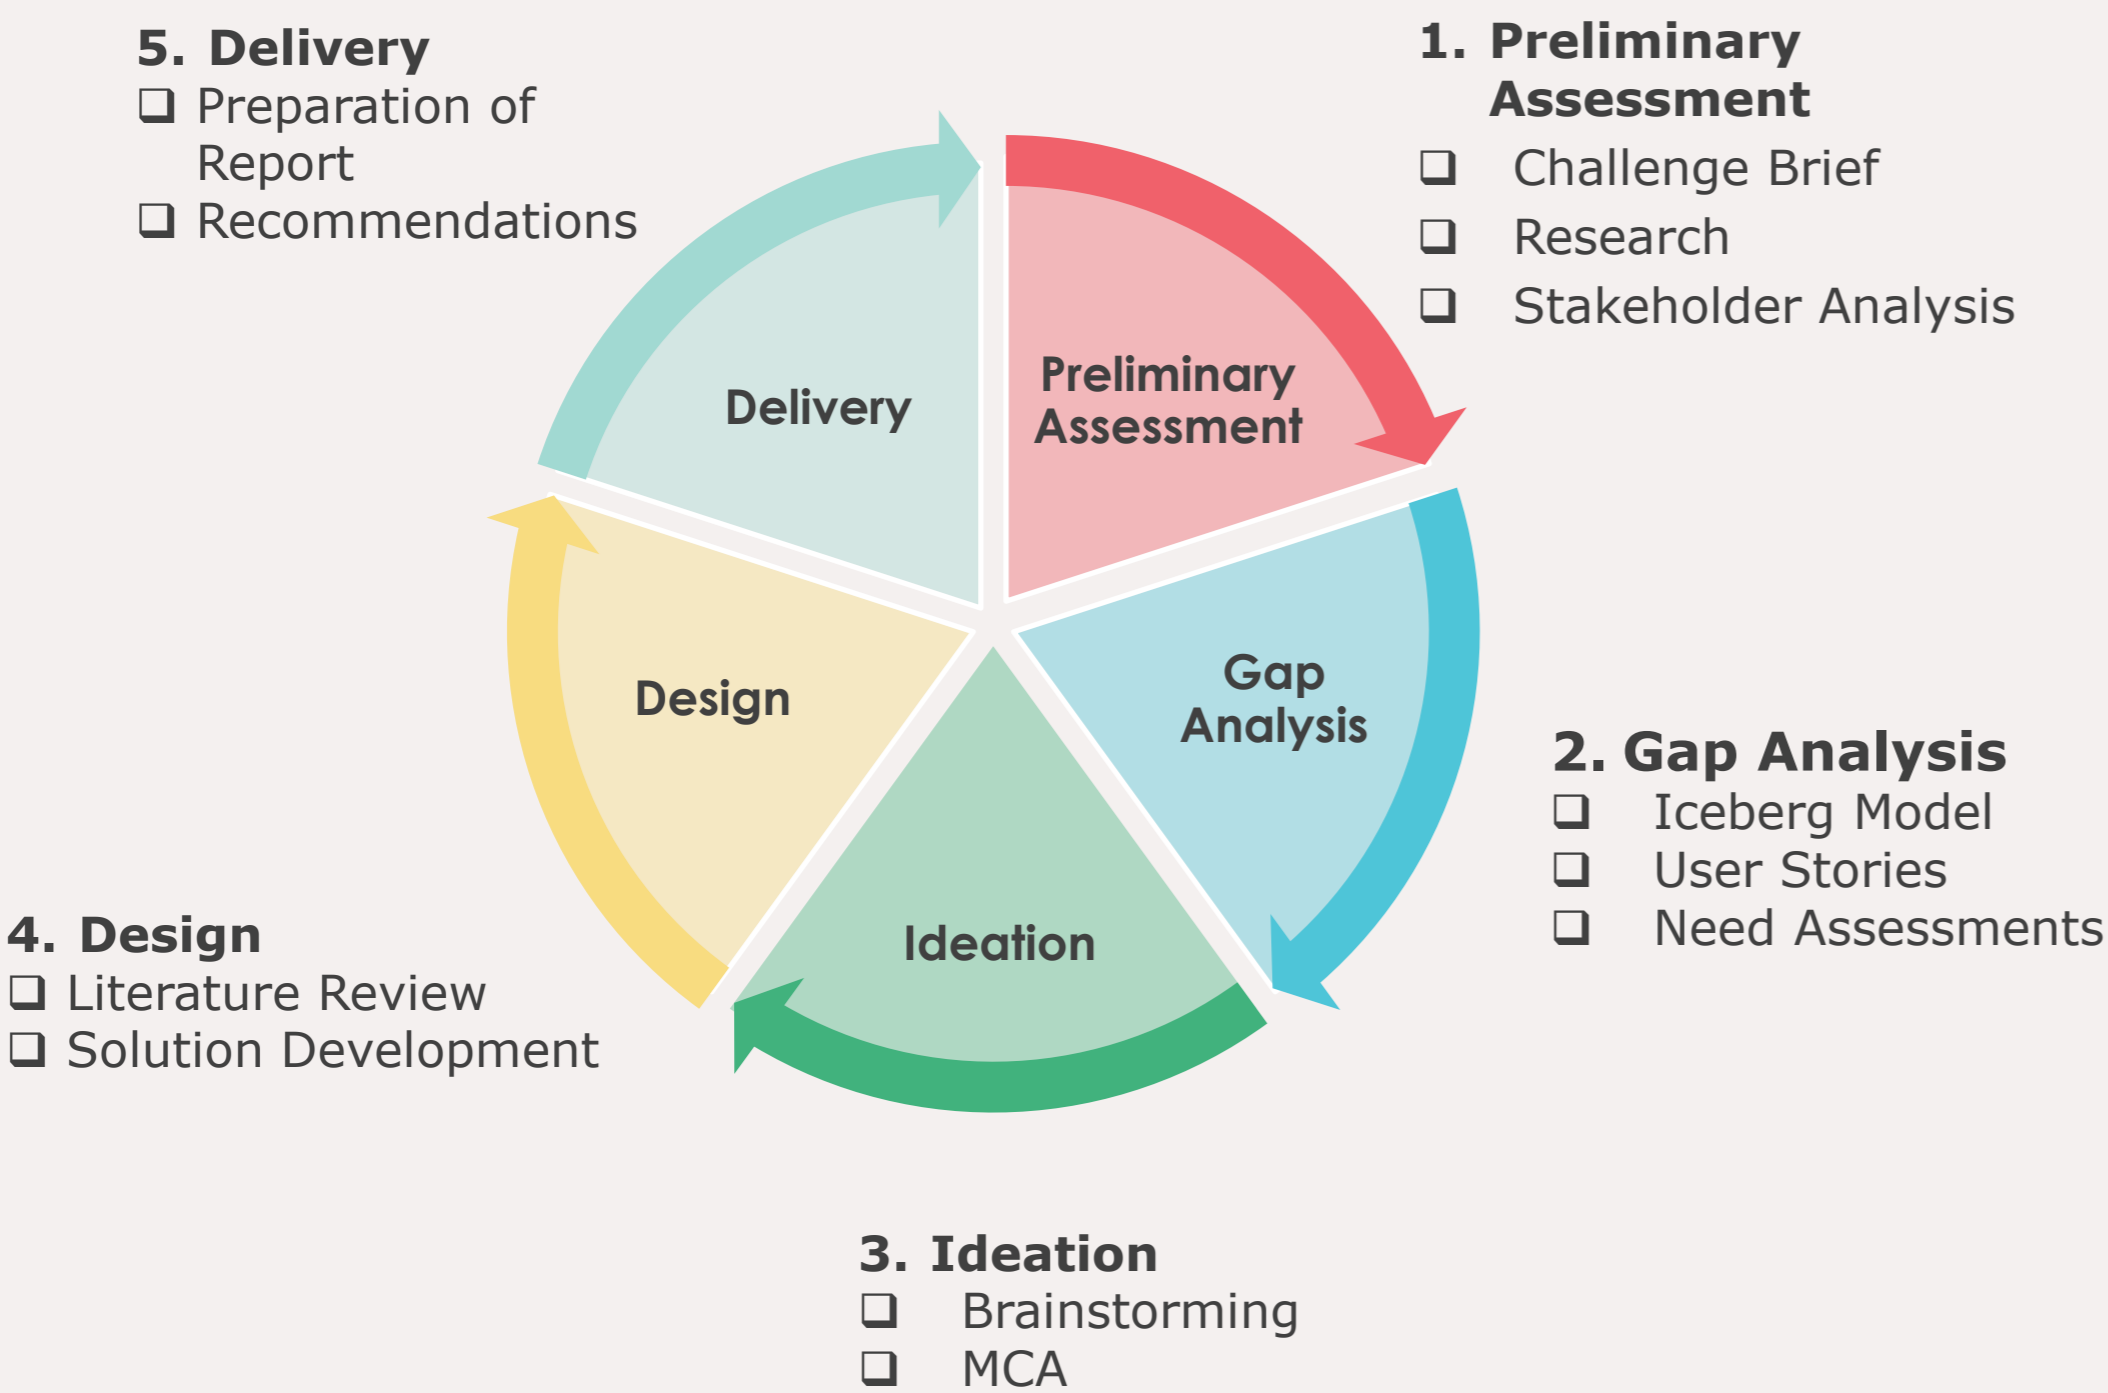 5. Delivery
❑ Preparation of
Report
❑ Recommendations
1. Preliminary
Assessment
❑ Challenge Brief
❑ Research
❑ Stakeholder Analysis
Delivery
Preliminary
Assessment
Design
Gap
Analysis
Ideation
2. Gap Analysis
❑ Iceberg Model
❑ User Stories
❑ Need Assessments
4. Design
❑ Literature Review
❑ Solution Development
3. Ideation
❑ Brainstorming
❑ MCA